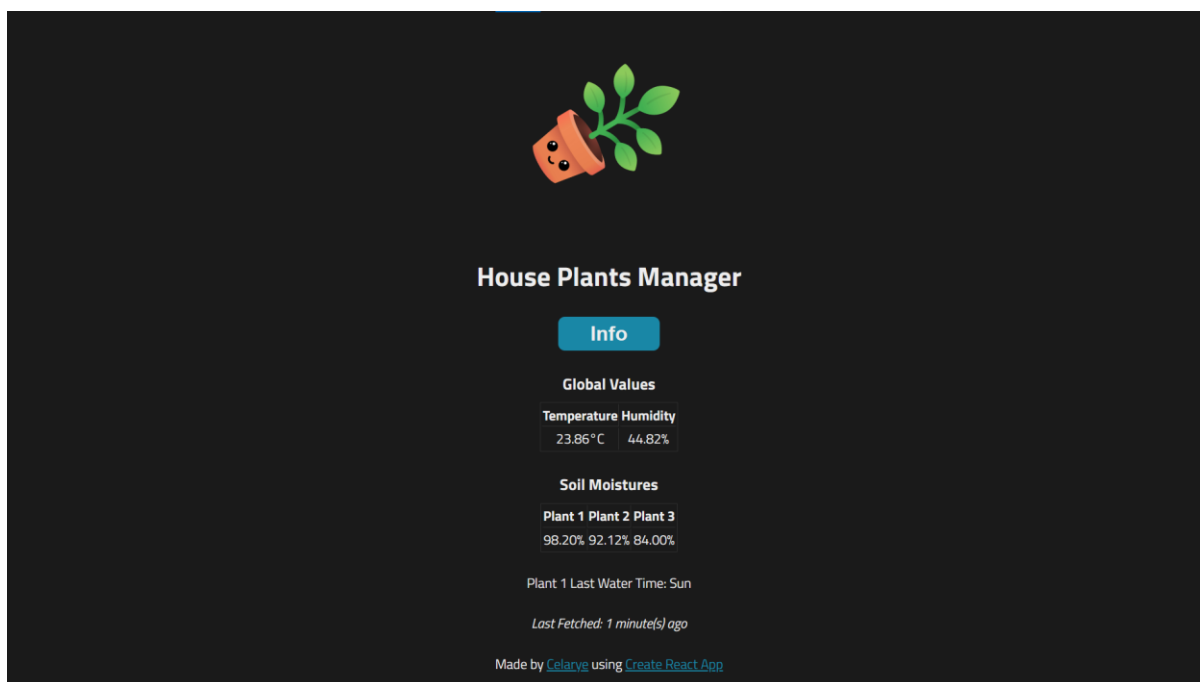 House Plants Manager
Info
Global Values
Temperature Humidity
23.86°C 44.82%
Soil Moistures
Plant 1 Plant 2 Plant 3
98.20% 92.12% 84.00%
Plant 1 Last Water Time: Sun
Last Fetched: 1 minute(s) ago
Made by Celarye using Create React App